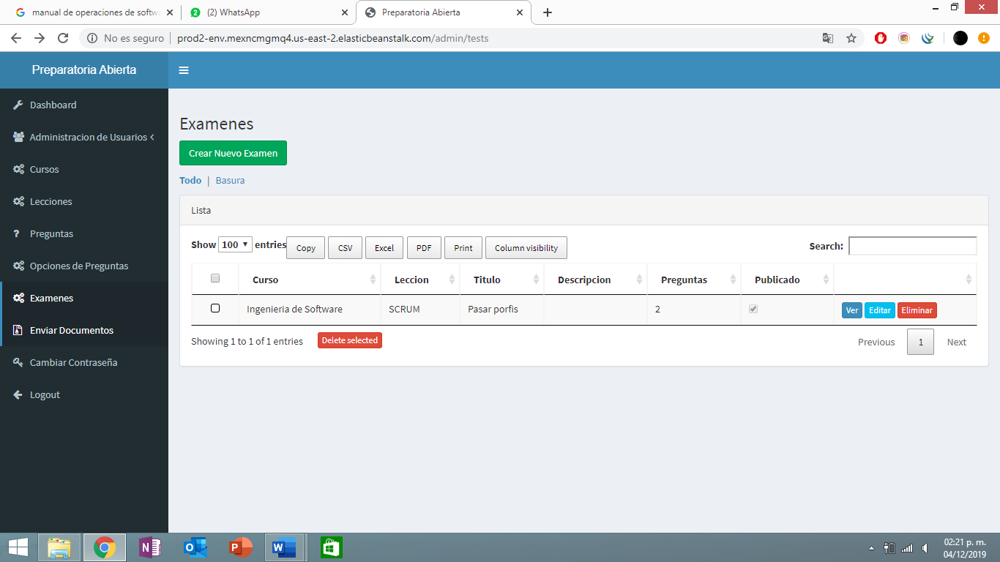 manual de operaciones de softw
(2) WhatsApp
Preparatoria Abierta
No es seguro | prod2-env.mexncmgmq4.us-east-2.elasticbeanstalk.com/admin/tests
Preparatoria Abierta
Dashboard
Administracion de Usuarios
Cursos
Lecciones
Preguntas
Opciones de Preguntas
Examenes
Enviar Documentos
Cambiar Contraseña
Logout
Examenes
Crear Nuevo Examen
Todo | Basura
Lista
Show 100 entries Copy CSV Excel PDF Print Column visibility Search:
Curso Leccion Titulo Descripcion Preguntas Publicado
Ingenieria de Software SCRUM Pasar porfis 2 Ver Editar Eliminar
Showing 1 to 1 of 1 entries Delete selected Previous 1 Next
02:21 p. m.
04/12/2019